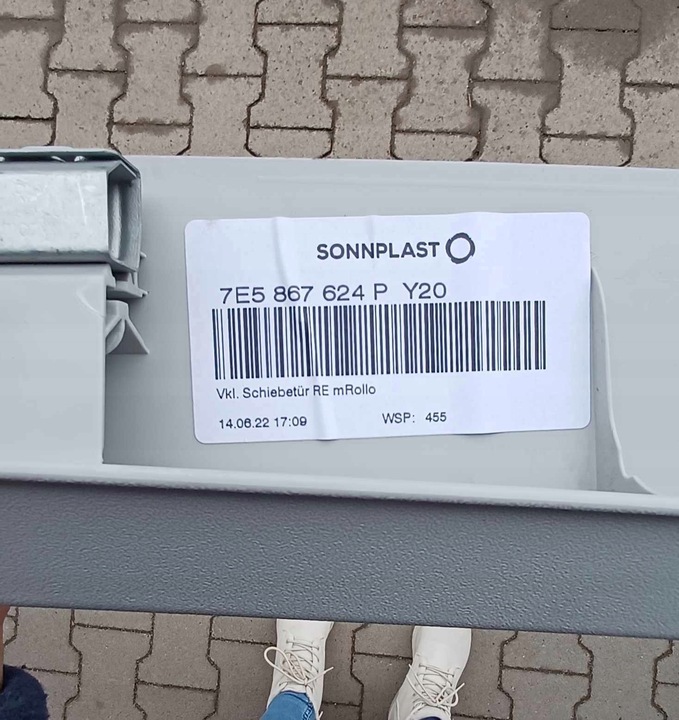 SONNPLAST
7E5 867 624 P Y20
Vkl. Schiebetür RE mRollo
14.06.22 17:09 WSP: 455